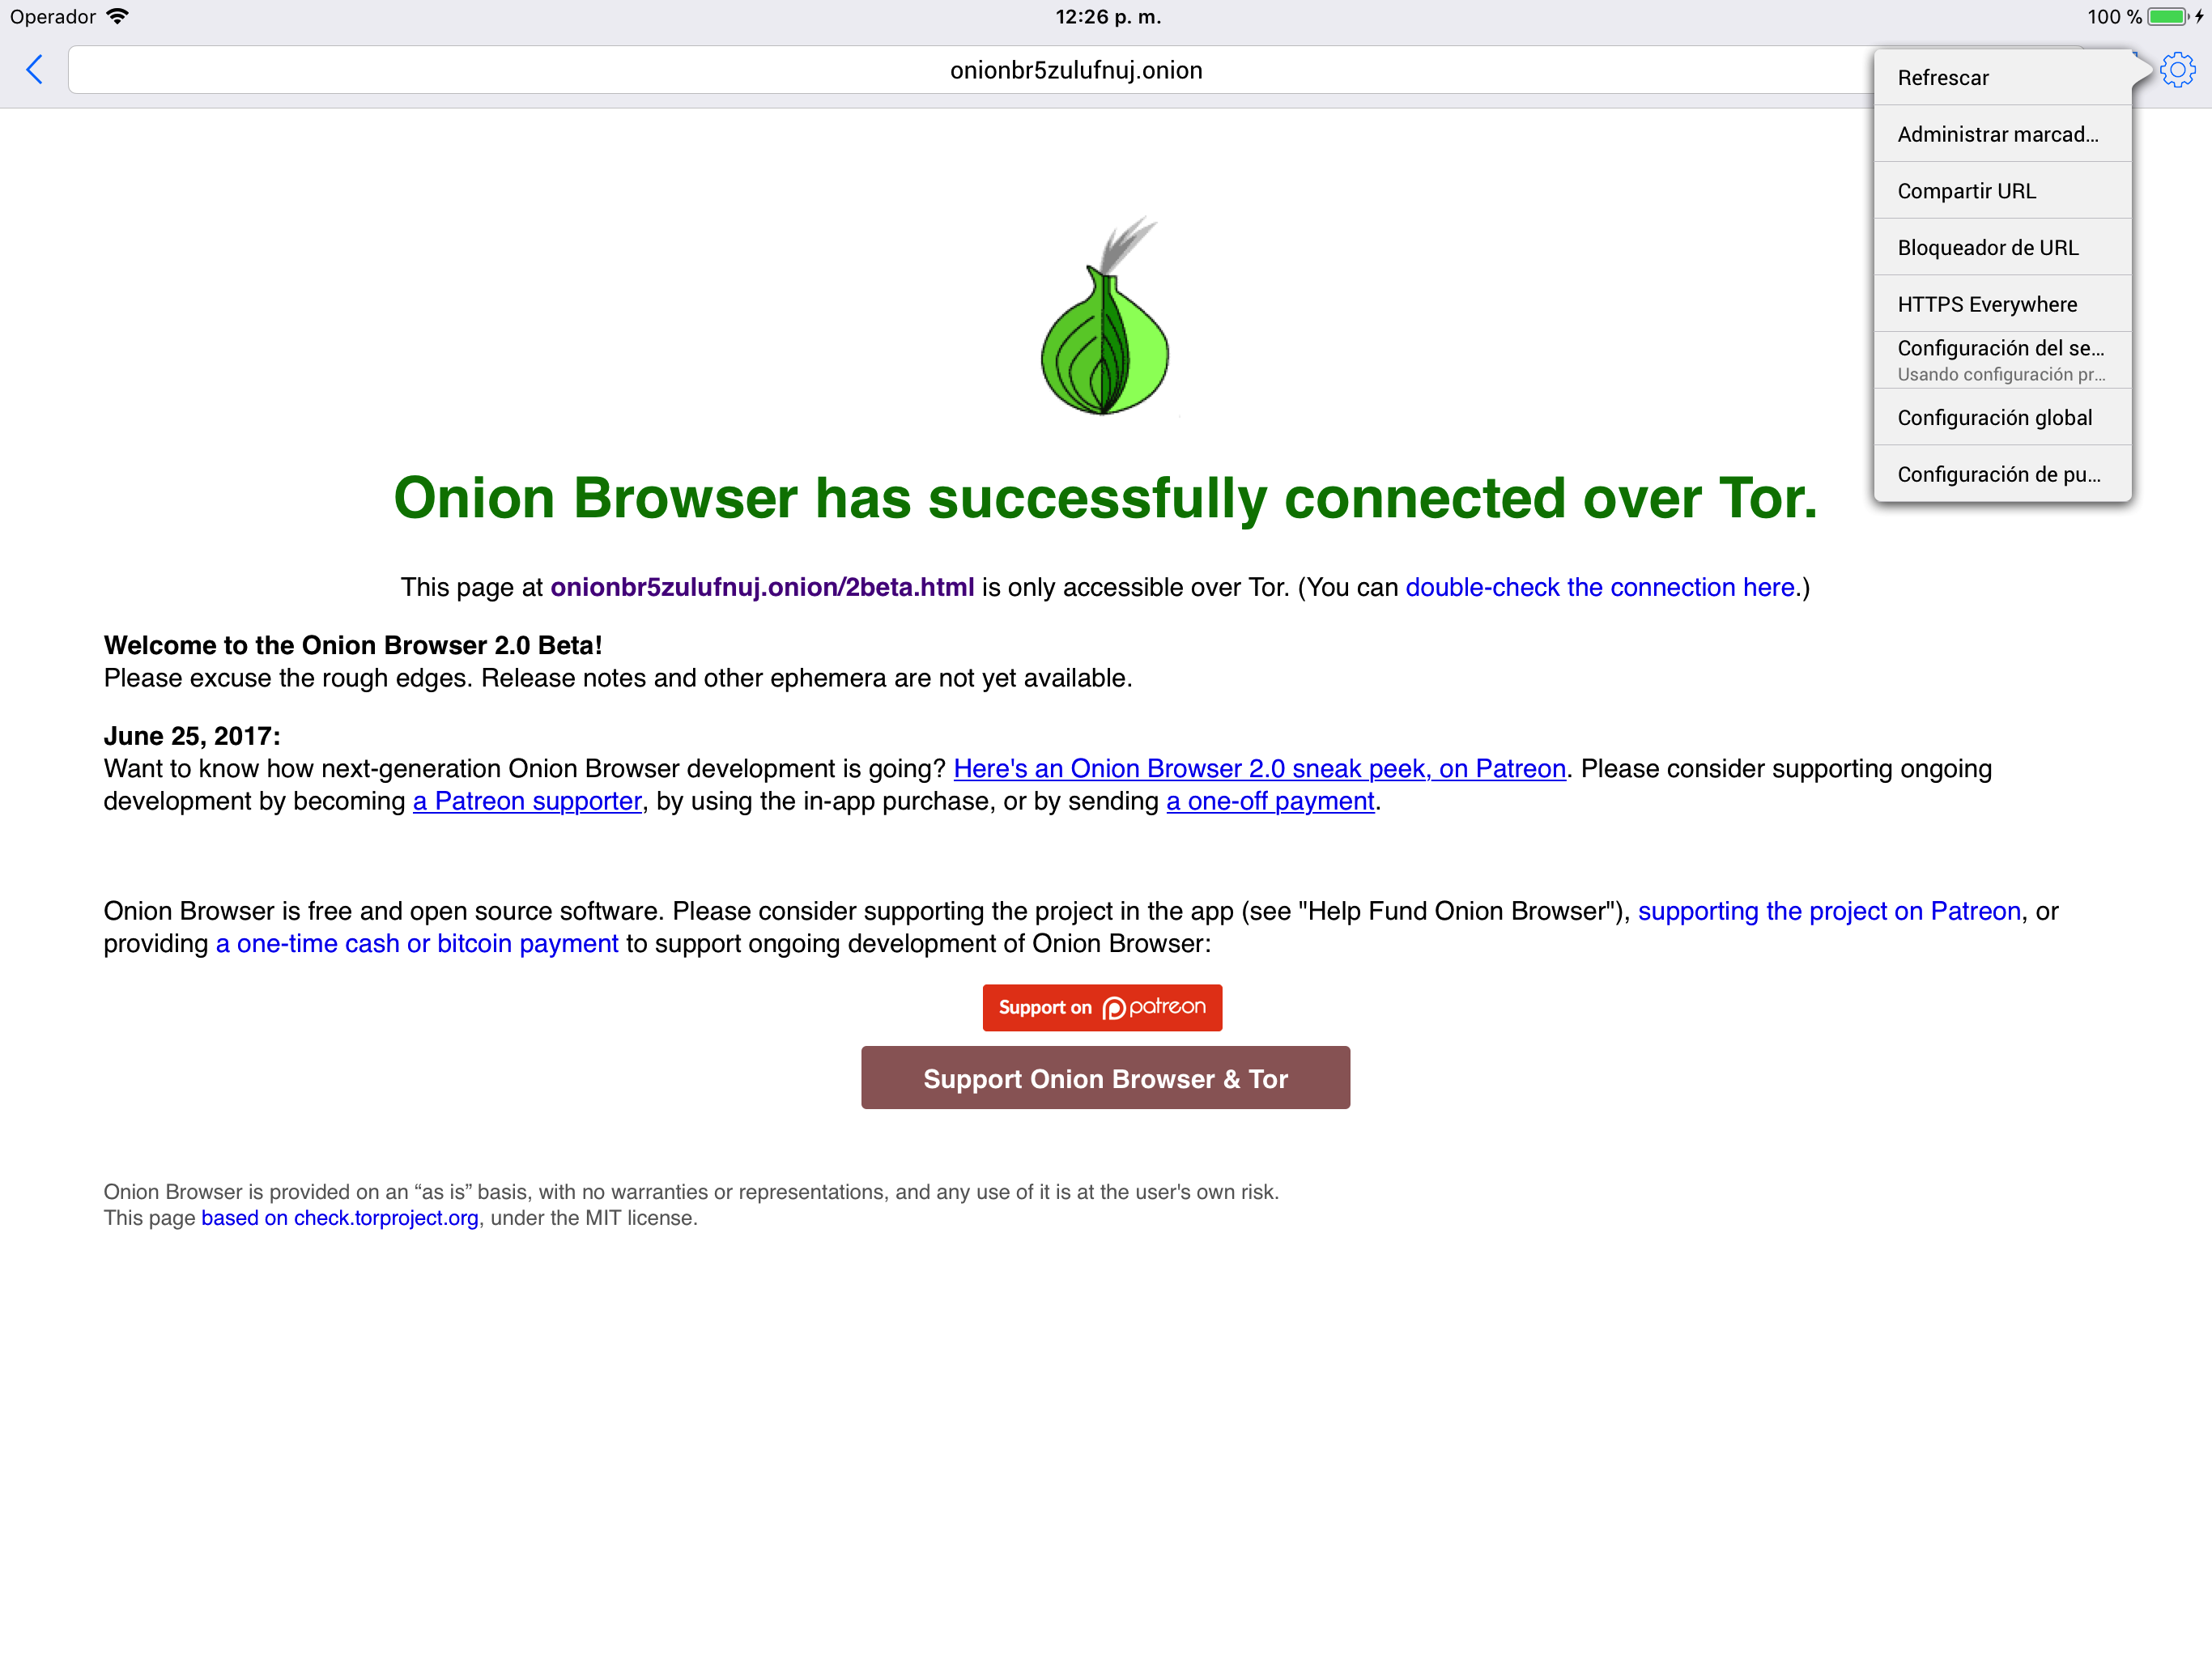 Operador
12:26 p. m.
100 %
onionbr5zulufnuj.onion
Refrescar
Administrar marcad...
Compartir URL
Bloqueador de URL
HTTPS Everywhere
Configuración del se...
Usando configuración pr...
Configuración global
Configuración de pu...
Onion Browser has successfully connected over Tor.
This page at onionbr5zulufnuj.onion/2beta.html is only accessible over Tor. (You can double-check the connection here.)
Welcome to the Onion Browser 2.0 Beta!
Please excuse the rough edges. Release notes and other ephemera are not yet available.
June 25, 2017:
Want to know how next-generation Onion Browser development is going? Here's an Onion Browser 2.0 sneak peek, on Patreon. Please consider supporting ongoing
development by becoming a Patreon supporter, by using the in-app purchase, or by sending a one-off payment.
Onion Browser is free and open source software. Please consider supporting the project in the app (see "Help Fund Onion Browser"), supporting the project on Patreon, or
providing a one-time cash or bitcoin payment to support ongoing development of Onion Browser:
Support on patreon
Support Onion Browser & Tor
Onion Browser is provided on an “as is” basis, with no warranties or representations, and any use of it is at the user's own risk.
This page based on check.torproject.org, under the MIT license.